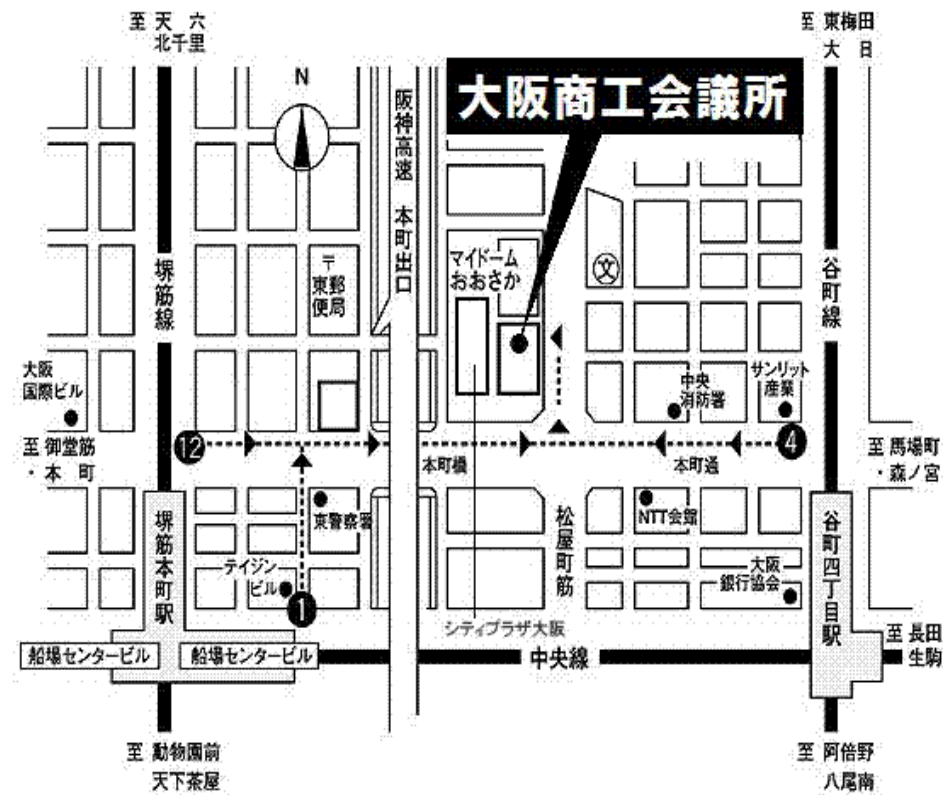 至 天 六
北千里
至 東梅田
大 日
N
大阪商工会議所
阪神高速 本町出口
堺筋線
〒
東郵
便局
マイドーム
おおさか
文
谷町線
大阪
国際ビル
中央
消防署
サンリット
産業
至 御堂筋
・本 町
12
4
至 馬場町
・森ノ宮
本町橋
本町通
堺筋本町駅
東警察署
松屋町筋
NTT会館
谷町四丁目駅
テイジン
ビル
1
大阪
銀行協会
シティプラザ大阪
至 長田
生駒
船場センタービル
船場センタービル
中央線
至 動物園前
天下茶屋
至 阿倍野
八尾南